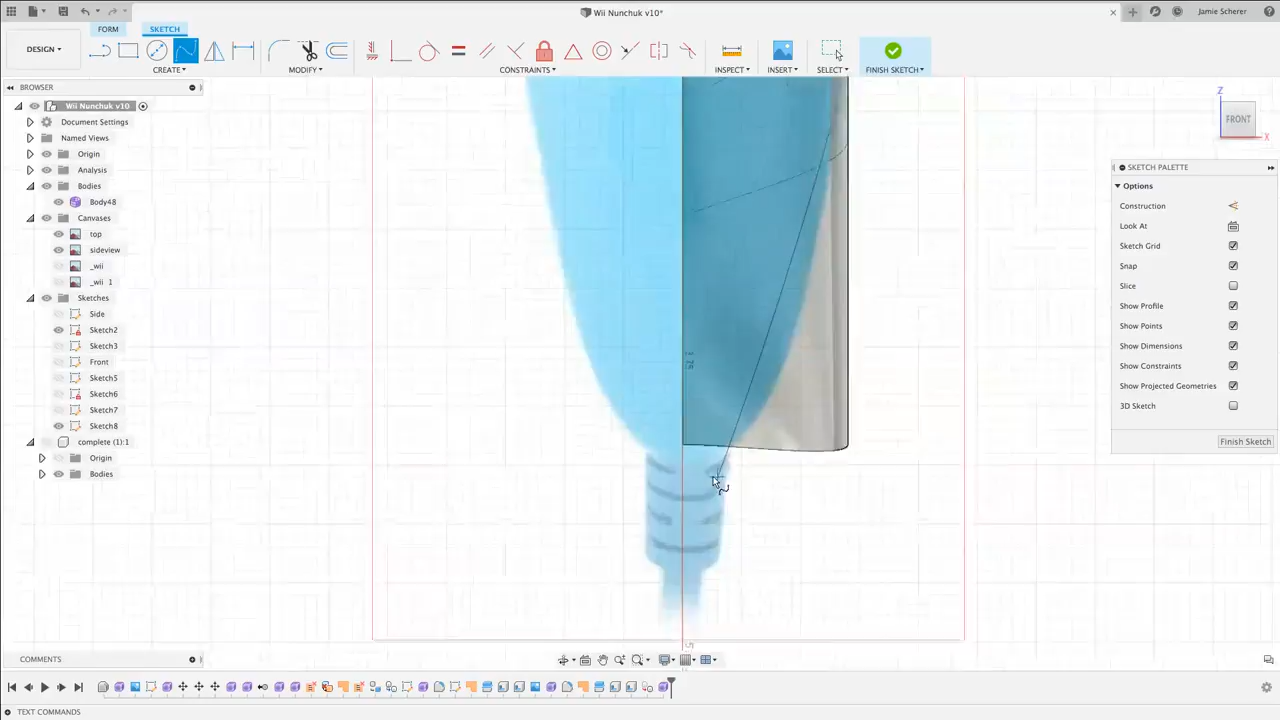 Wii Nunchuk v10*
Jamie Scherer
FORM
SKETCH
DESIGN
CREATE
MODIFY
CONSTRAINTS
INSPECT
INSERT
SELECT
FINISH SKETCH
BROWSER
Wii Nunchuk v10
Document Settings
Named Views
Origin
Analysis
Bodies
Body48
Canvases
top
sideview
_wii
_wii 1
Sketches
Side
Sketch2
Sketch3
Front
Sketch5
Sketch6
Sketch7
Sketch8
complete (1):1
Origin
Bodies
Z
FRONT
X
SKETCH PALETTE
Options
Construction
Look At
Sketch Grid
Snap
Slice
Show Profile
Show Points
Show Dimensions
Show Constraints
Show Projected Geometries
3D Sketch
Finish Sketch
COMMENTS
TEXT COMMANDS